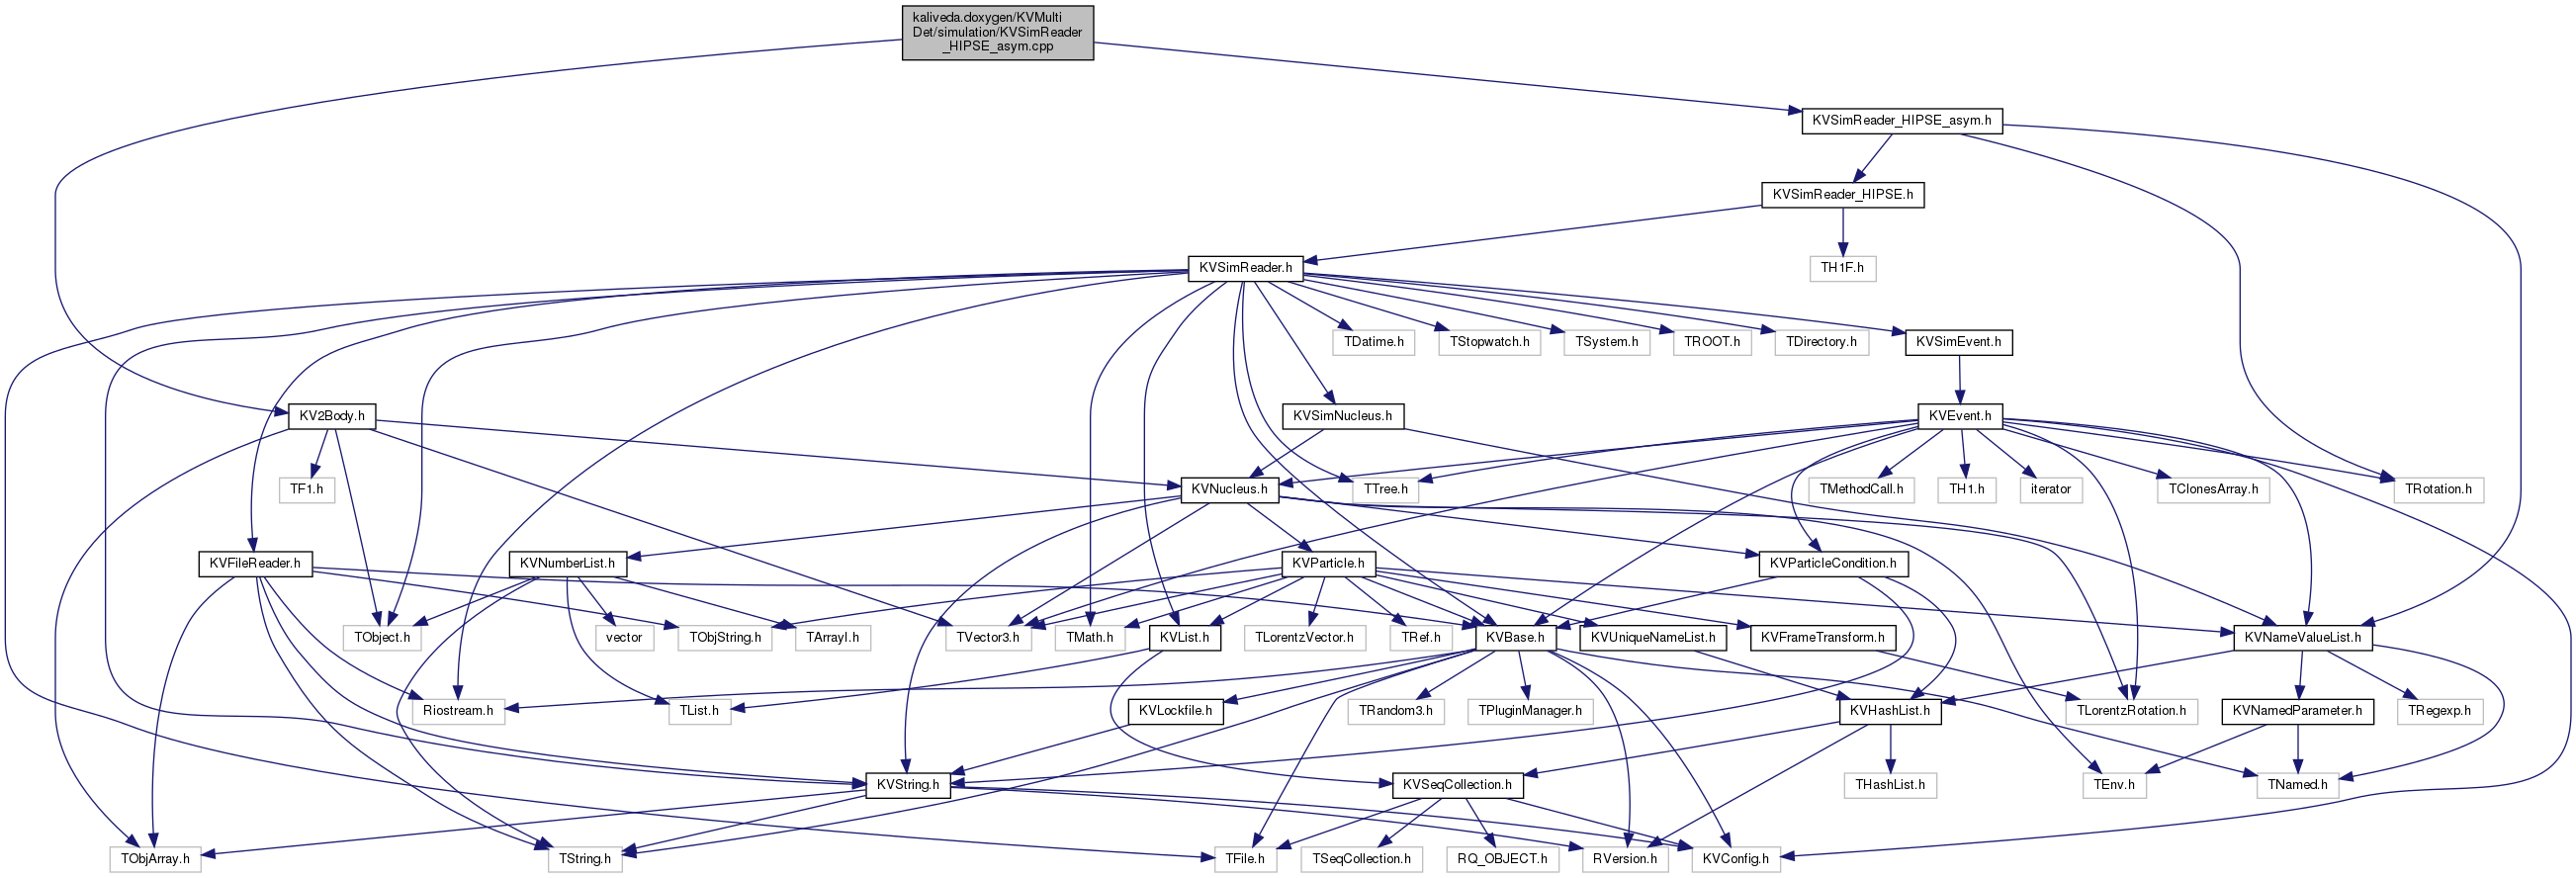 kaliveda.doxygen/KVMulti
Det/simulation/KVSimReader
_HIPSE_asym.cpp
KVSimReader_HIPSE_asym.h
KVSimReader_HIPSE.h
KVSimReader.h
TH1F.h
TDatime.h
TStopwatch.h
TSystem.h
TROOT.h
TDirectory.h
KVSimEvent.h
KV2Body.h
KVSimNucleus.h
KVEvent.h
TF1.h
KVNucleus.h
TTree.h
TMethodCall.h
TH1.h
iterator
TClonesArray.h
TRotation.h
KVFileReader.h
KVNumberList.h
KVParticle.h
KVParticleCondition.h
TObject.h
vector
TObjString.h
TArrayI.h
TVector3.h
TMath.h
KVList.h
TLorentzVector.h
TRef.h
KVBase.h
KVUniqueNameList.h
KVFrameTransform.h
KVNameValueList.h
Riostream.h
TList.h
KVLockfile.h
TRandom3.h
TPluginManager.h
KVHashList.h
TLorentzRotation.h
KVNamedParameter.h
TRegexp.h
KVString.h
KVSeqCollection.h
THashList.h
TEnv.h
TNamed.h
TObjArray.h
TString.h
TFile.h
TSeqCollection.h
RQ_OBJECT.h
RVersion.h
KVConfig.h